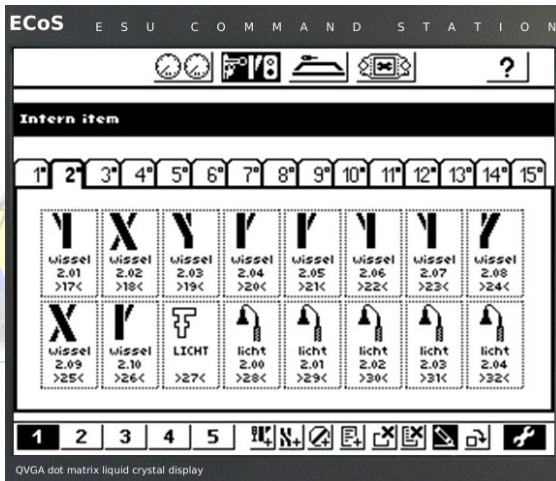 ECoS ESU COMMAND STATION
?
Intern item
1 2 3 4 5 6 7 8 9 10 11 12 13 14 15
wissel wissel wissel wissel wissel wissel wissel wissel
2.01 2.02 2.03 2.04 2.05 2.06 2.07 2.08
>17< >18< >19< >20< >21< >22< >23< >24<
wissel wissel LICHT licht licht licht licht licht
2.09 2.10 2.00 2.01 2.02 2.03 2.04
>25< >26< >27< >28< >29< >30< >31< >32<
1 2 3 4 5
QVGA dot matrix liquid crystal display